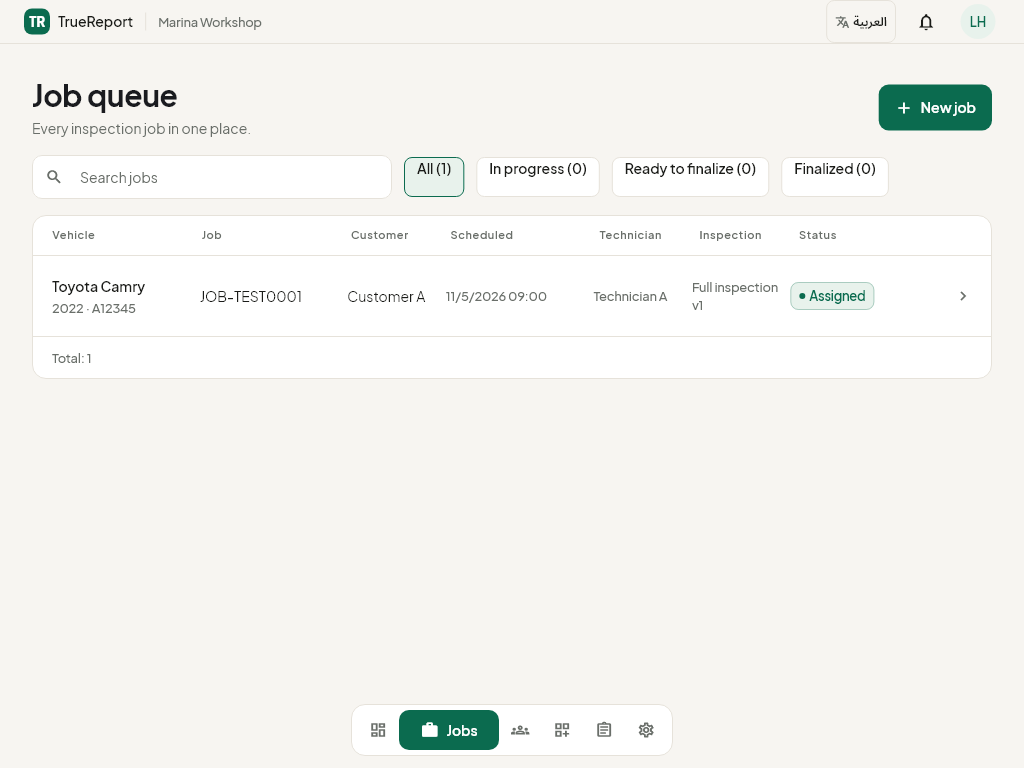 TR TrueReport Marina Workshop العربية LH
Job queue
Every inspection job in one place.
New job
Search jobs
All (1) In progress (0) Ready to finalize (0) Finalized (0)
Vehicle Job Customer Scheduled Technician Inspection Status
Toyota Camry
2022 · A12345
JOB-TEST0001 Customer A 11/5/2026 09:00 Technician A
Full inspection
v1
Assigned
Total: 1
Jobs